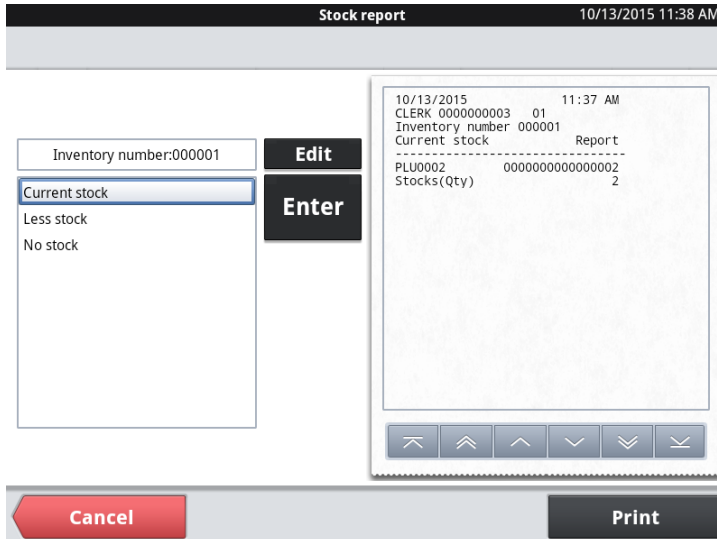 Stock report 10/13/2015 11:38 AM
Inventory number:000001
Edit
Current stock
Less stock
No stock
Enter
10/13/2015 11:37 AM
CLERK 0000000003 01
Inventory number 000001
Current stock Report
------------------------------
PLU0002 0000000000000002
Stocks(Qty) 2
Cancel
Print